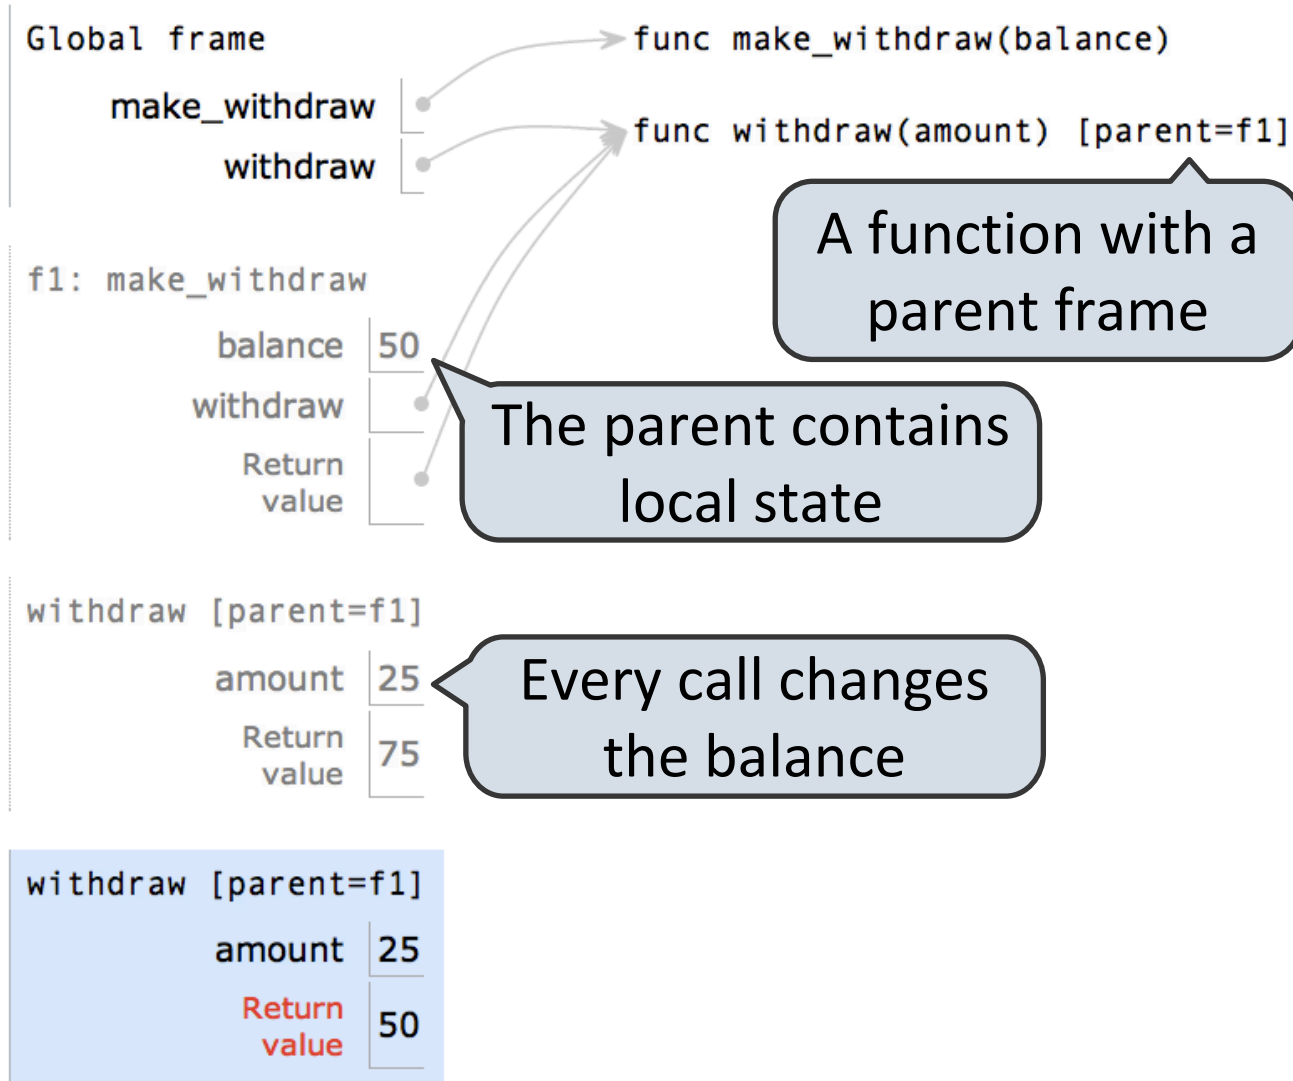 Global frame
make_withdraw
withdraw
func make_withdraw(balance)
func withdraw(amount) [parent=f1]
A function with a
parent frame
f1: make_withdraw
balance 50
withdraw
Return
value
The parent contains
local state
withdraw [parent=f1]
amount 25
Return
value 75
Every call changes
the balance
withdraw [parent=f1]
amount 25
Return
value 50